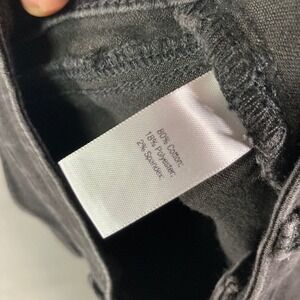 80% Cotton;
18% Polyester;
2% Spandex;